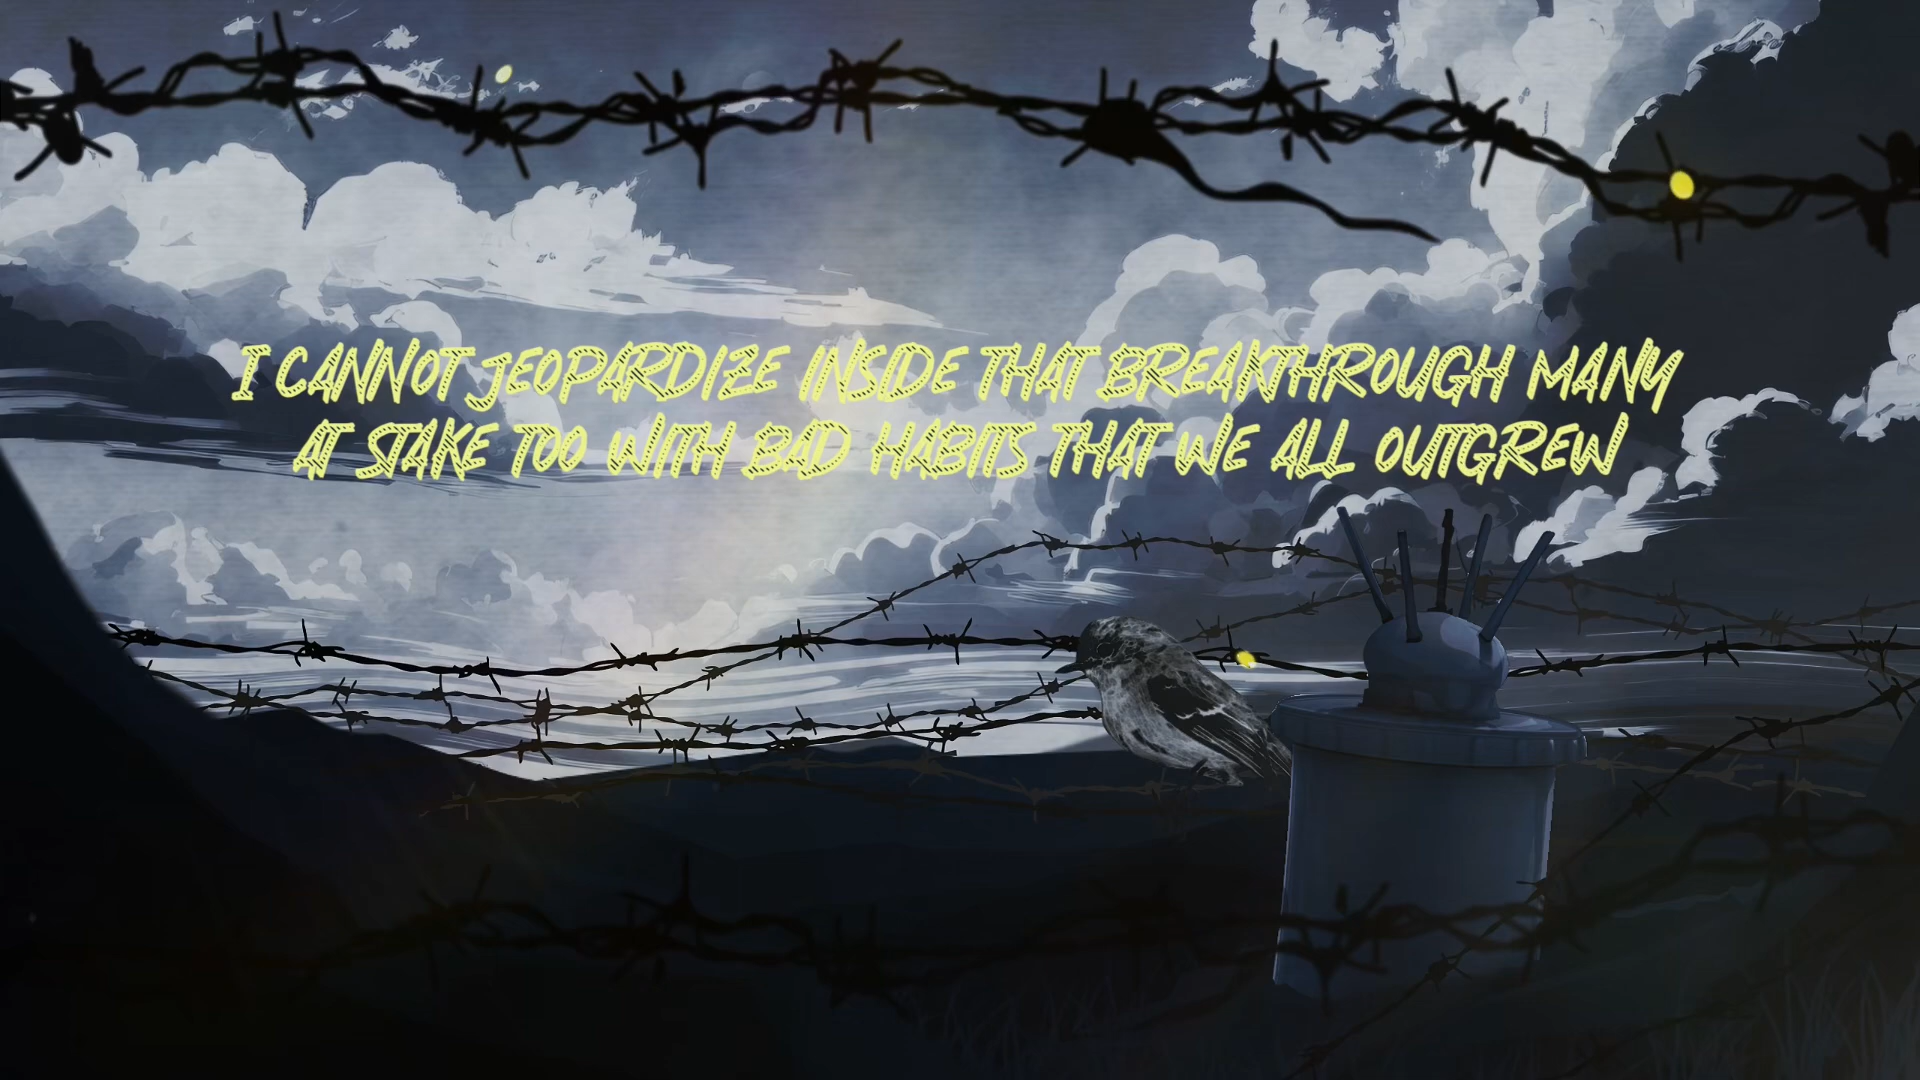 I CANNOT JEOPARDIZE INSIDE THAT BREAKTHROUGH MANY
AT STAKE TOO WITH BAD HABITS THAT WE ALL OUTGREW